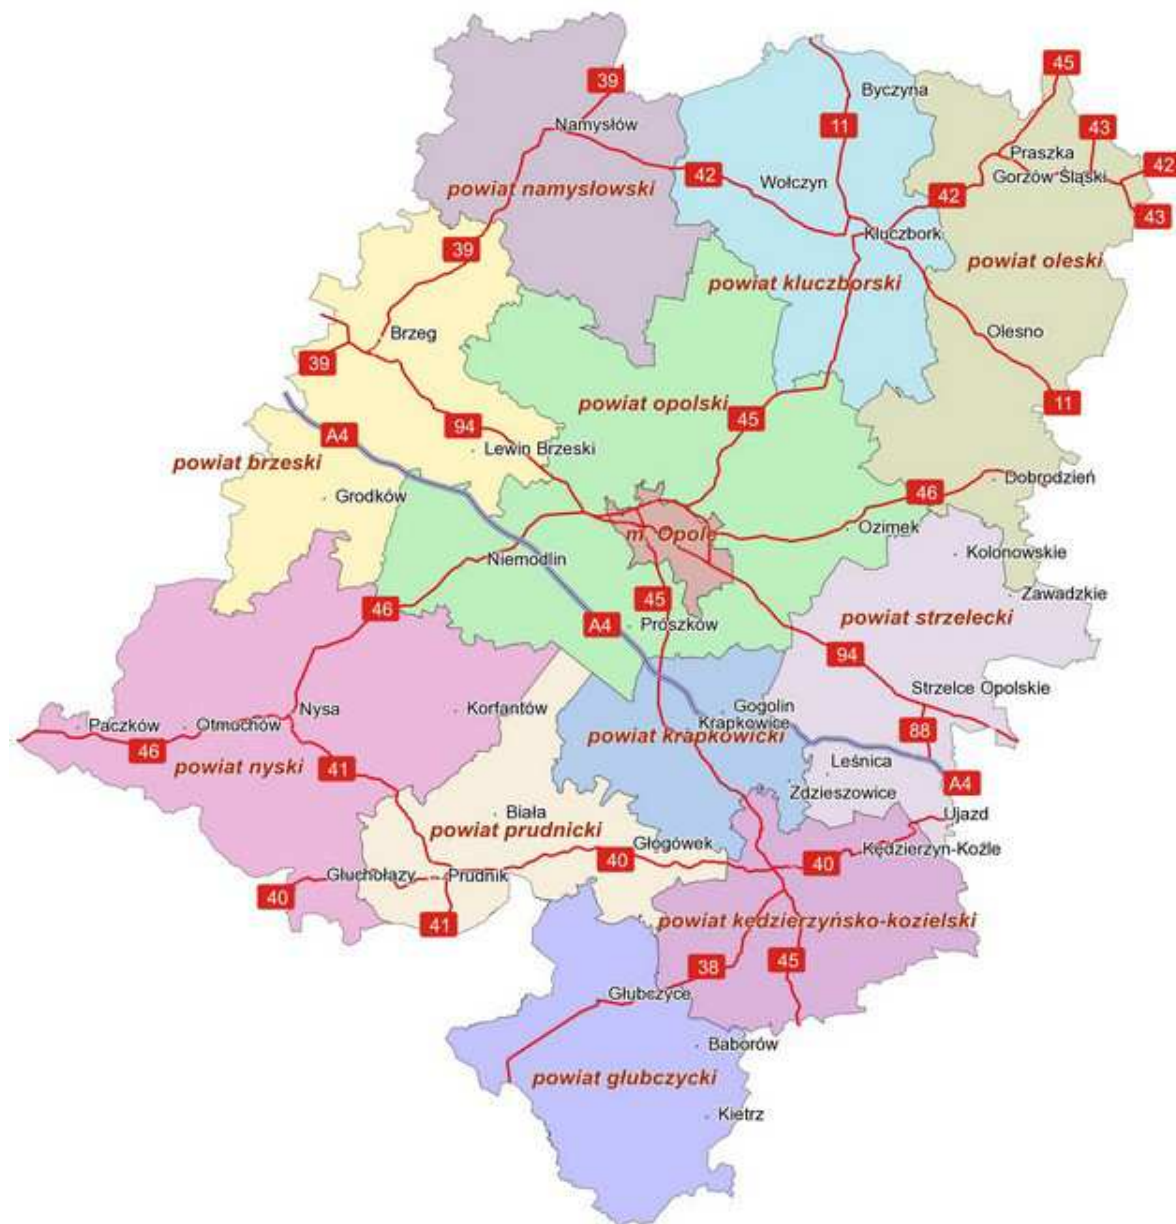 45
39
Byczyna
Namysłów
11
43
Praszka
42
Gorzów Śląski
42
Wołczyn
powiat namysłowski
42
43
Kluczbork
39
powiat oleski
powiat kluczborski
Brzeg
Olesno
39
powiat opolski
11
45
94
A4
Lewin Brzeski
powiat brzeski
Dobrodzień
46
Grodków
Ozimek
m. Opole
Kolonowskie
Niemodlin
Zawadzkie
45
46
powiat strzelecki
A4
Prószków
94
Strzelce Opolskie
Gogolin
Nysa
Korfantów
Krapkowice
Paczków
Otmuchów
88
powiat krapkowicki
46
powiat nyski
41
Leśnica
A4
Zdzieszowice
Biała
Ujazd
powiat prudnicki
Głogówek
Kędzierzyn-Koźle
40
40
Głuchołazy
Prudnik
40
41
powiat kędzierzyńsko-kozielski
38
45
Głubczyce
Baborów
powiat głubczycki
Kietrz